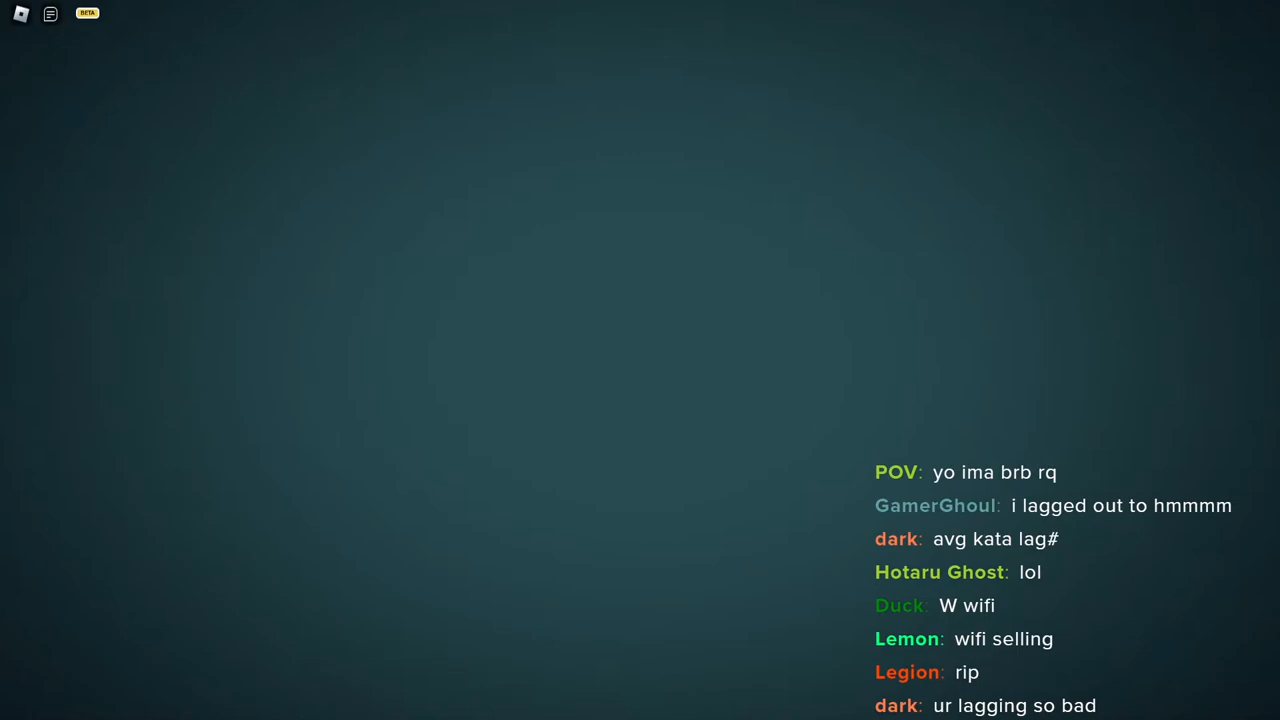 BETA
POV: yo ima brb rq
GamerGhoul: i lagged out to hmmmm
dark: avg kata lag#
Hotaru Ghost: lol
Duck: W wifi
Lemon: wifi selling
Legion: rip
dark: ur lagging so bad